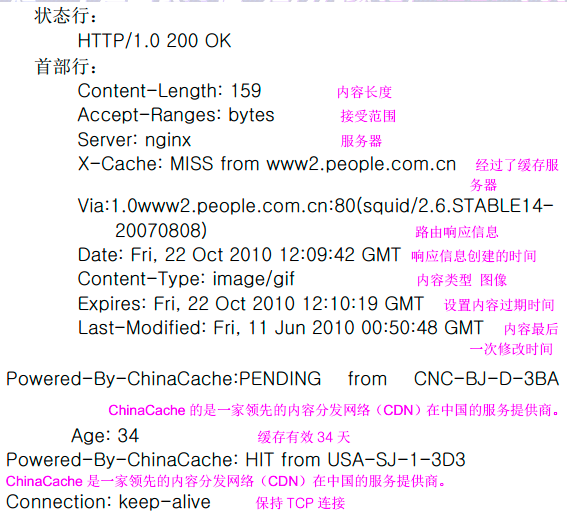 状态行：
HTTP/1.0 200 OK
首部行：
Content-Length: 159 内容长度
Accept-Ranges: bytes 接受范围
Server: nginx 服务器
X-Cache: MISS from www2.people.com.cn 经过了缓存服
务器
Via:1.0www2.people.com.cn:80(squid/2.6.STABLE14-
20070808) 路由响应信息
Date: Fri, 22 Oct 2010 12:09:42 GMT 响应信息创建的时间
Content-Type: image/gif 内容类型 图像
Expires: Fri, 22 Oct 2010 12:10:19 GMT 设置内容过期时间
Last-Modified: Fri, 11 Jun 2010 00:50:48 GMT 内容最后
一次修改时间
Powered-By-ChinaCache:PENDING from CNC-BJ-D-3BA
ChinaCache 的是一家领先的内容分发网络（CDN）在中国的服务提供商。
Age: 34 缓存有效 34 天
Powered-By-ChinaCache: HIT from USA-SJ-1-3D3
ChinaCache 是一家领先的内容分发网络（CDN）在中国的服务提供商。
Connection: keep-alive 保持 TCP 连接